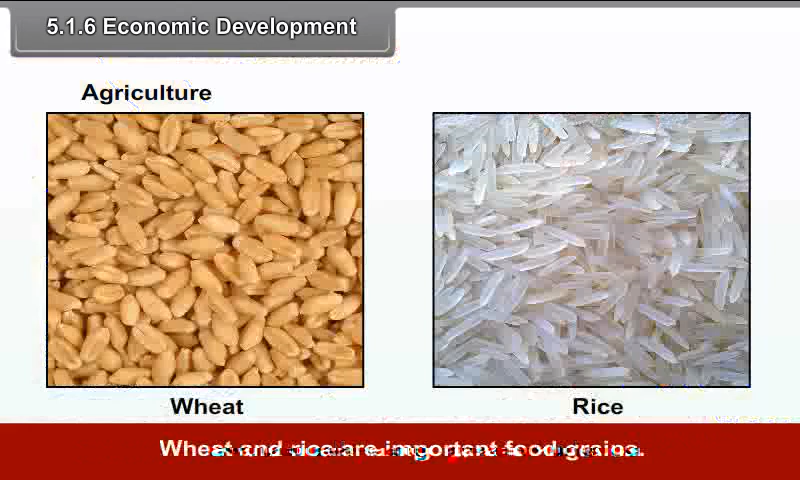 5.1.6 Economic Development
Agriculture
Wheat
Rice
Wheat and rice are important food grains.